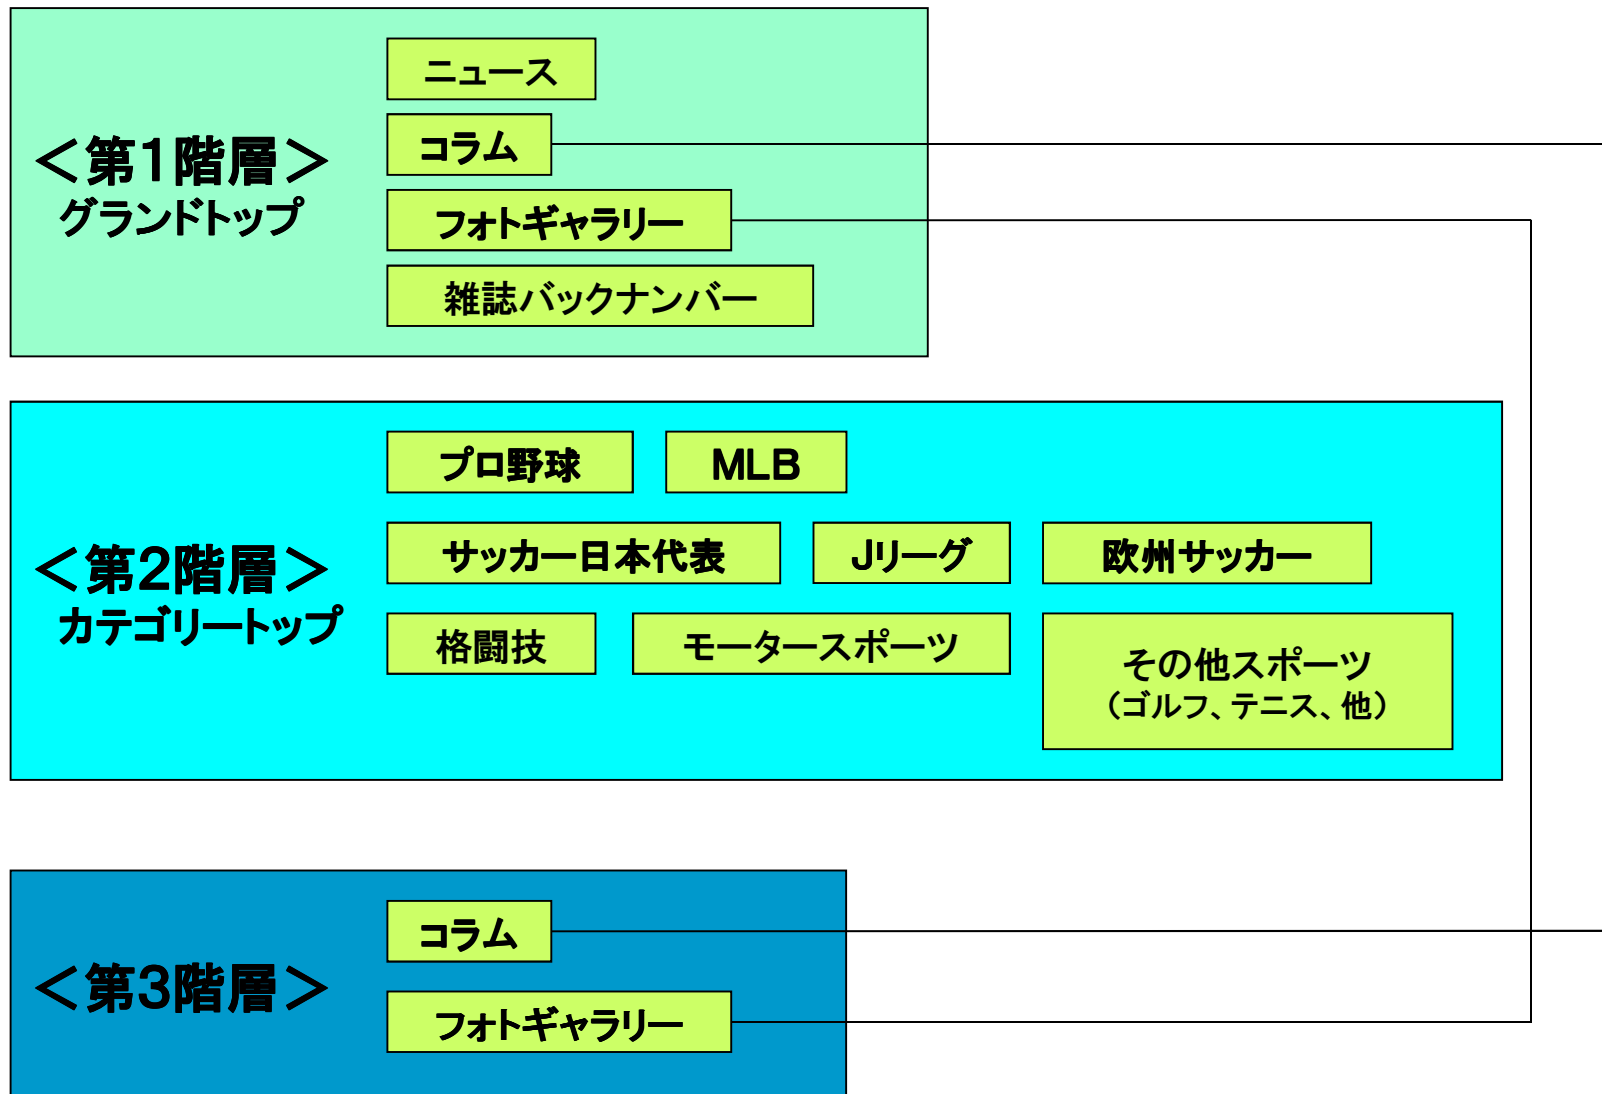 ニュース
コラム
＜第1階層＞
グランドトップ
フォトギャラリー
雑誌バックナンバー
プロ野球 MLB
サッカー日本代表 Jリーグ 欧州サッカー
＜第2階層＞
カテゴリートップ
格闘技 モータースポーツ その他スポーツ
（ゴルフ、テニス、他）
コラム
＜第3階層＞
フォトギャラリー